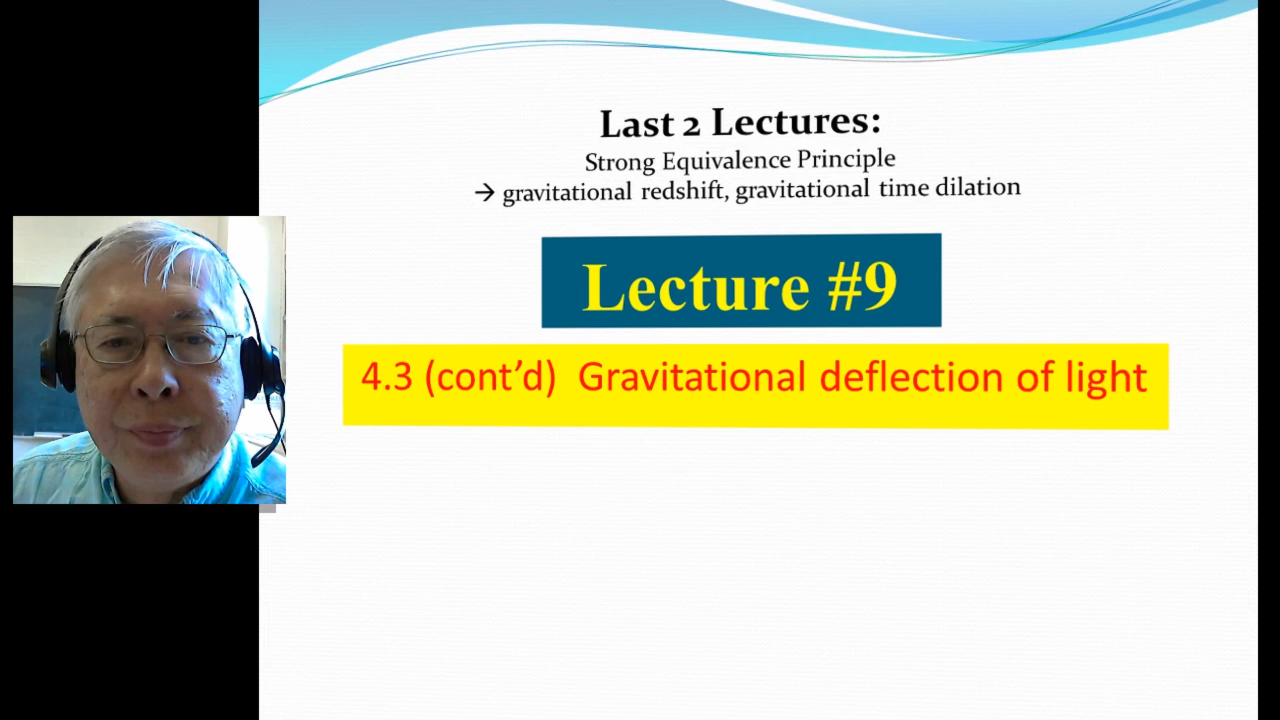 Last 2 Lectures:
Strong Equivalence Principle
→ gravitational redshift, gravitational time dilation
Lecture #9
4.3 (cont’d) Gravitational deflection of light